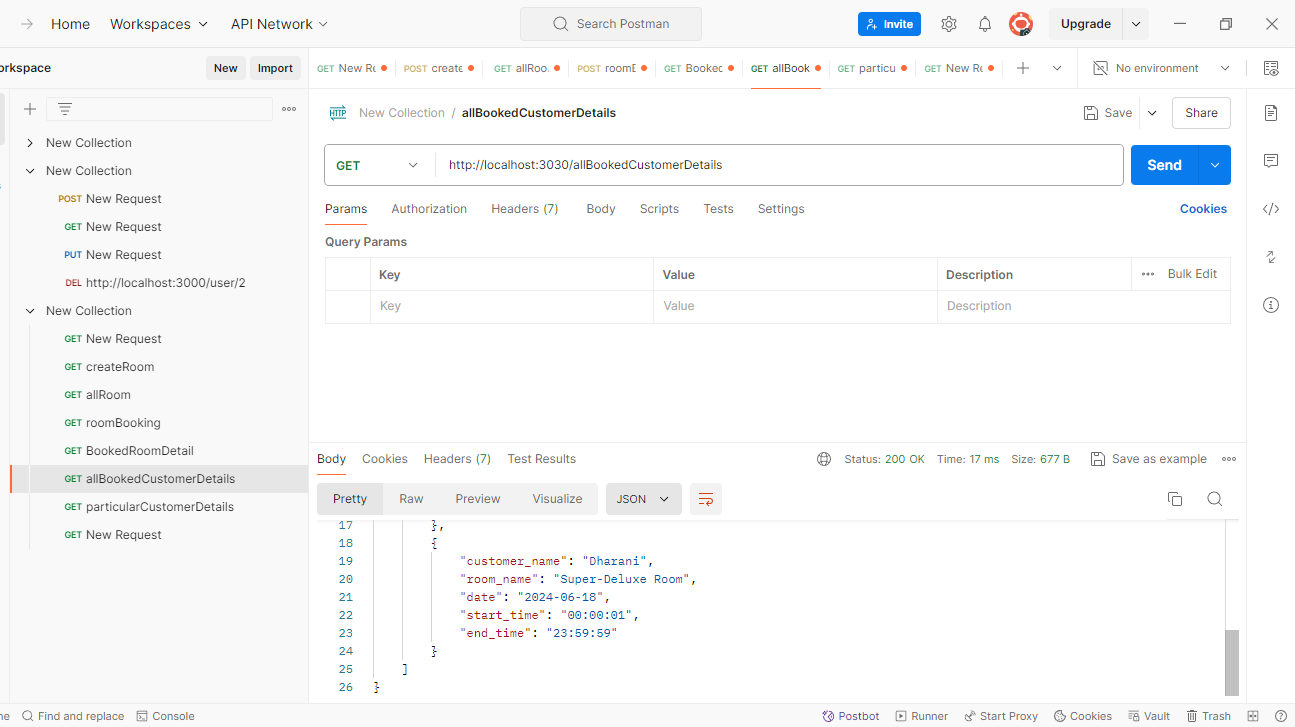 Home Workspaces API Network Search Postman Invite Upgrade
orkspace New Import GET New Re POST create GET allRoo. POST roomB GET Booked GET allBook GET particu GET New Re No environment
New Collection / allBookedCustomerDetails Save Share
New Collection
New Collection
POST New Request
GET New Request
PUT New Request
DEL http://localhost:3000/user/2
New Collection
GET New Request
GET createRoom
GET allRoom
GET roomBooking
GET BookedRoomDetail
GET allBookedCustomerDetails
GET particularCustomerDetails
GET New Request
HTTP
GET http://localhost:3030/allBookedCustomerDetails Send
Params Authorization Headers (7) Body Scripts Tests Settings Cookies
Query Params
Key Value Description Bulk Edit
Key Value Description
Body Cookies Headers (7) Test Results Status: 200 OK Time: 17 ms Size: 677 B Save as example
Pretty Raw Preview Visualize JSON
17 },
18 {
19 "customer_name": "Dharani",
20 "room_name": "Super-Deluxe Room",
21 "date": "2024-06-18",
22 "start_time": "00:00:01",
23 "end_time": "23:59:59"
24 }
25 ]
26 }
ne Find and replace Console Postbot Runner Start Proxy Cookies Vault Trash